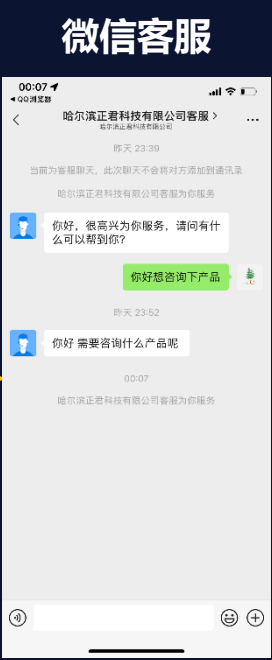 微信客服
00:07
QQ浏览器
哈尔滨正君科技有限公司客服
哈尔滨正君科技有限公司
昨天 23:39
当前为客服聊天，此次聊天不会将对方添加到通讯录
哈尔滨正君科技有限公司客服为你服务
你好，很高兴为你服务，请问有什
么可以帮到你?
你好想咨询下产品
昨天 23:52
你好 需要咨询什么产品呢
00:07
哈尔滨正君科技有限公司客服为你服务